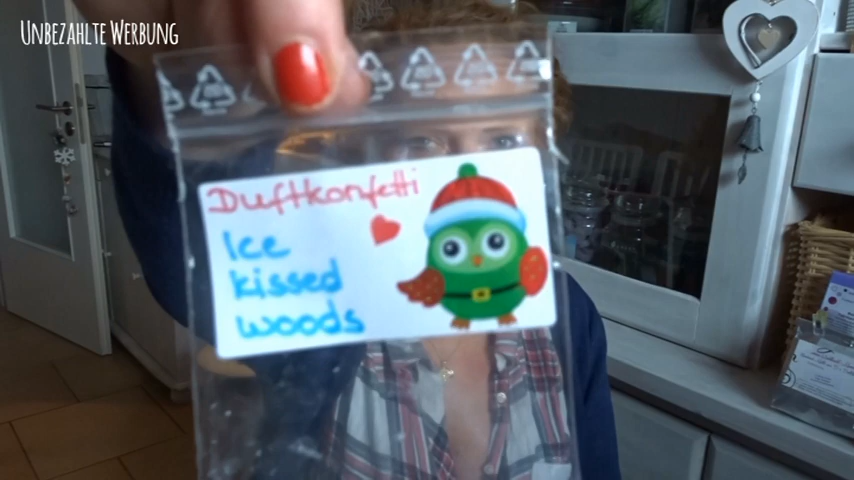 UNBEZAHLTE WERBUNG
Duftkonfetti
Ice
kissed
woods